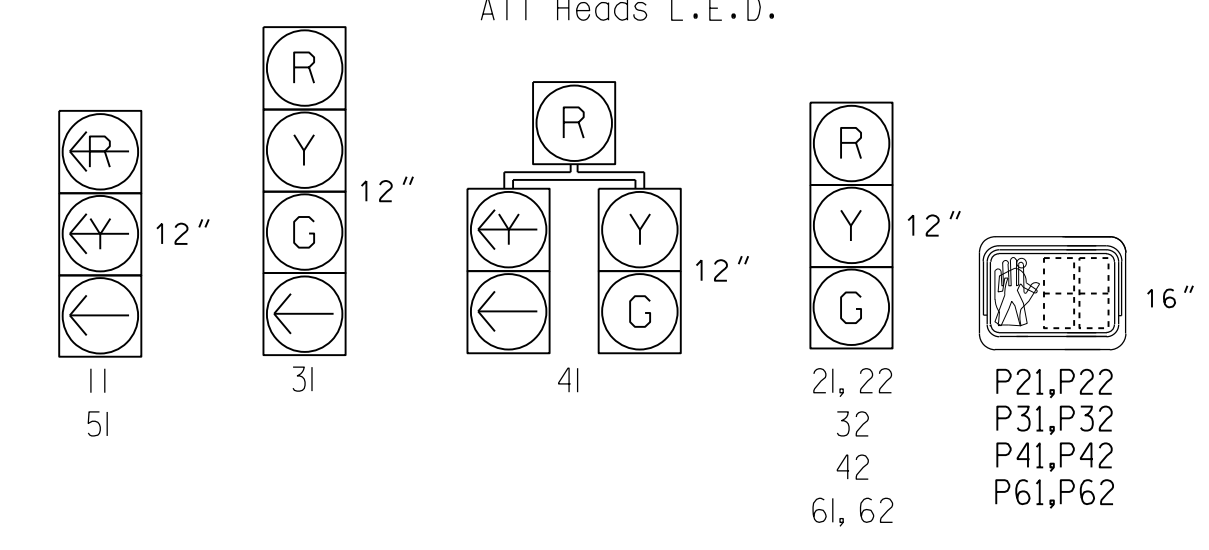 All Heads L.E.D.
R
Y
12"
11
51
R
Y
G
12"
31
R
Y
Y
G
12"
41
R
Y
G
12"
21, 22
32
42
61, 62
16"
P21,P22
P31,P32
P41,P42
P61,P62